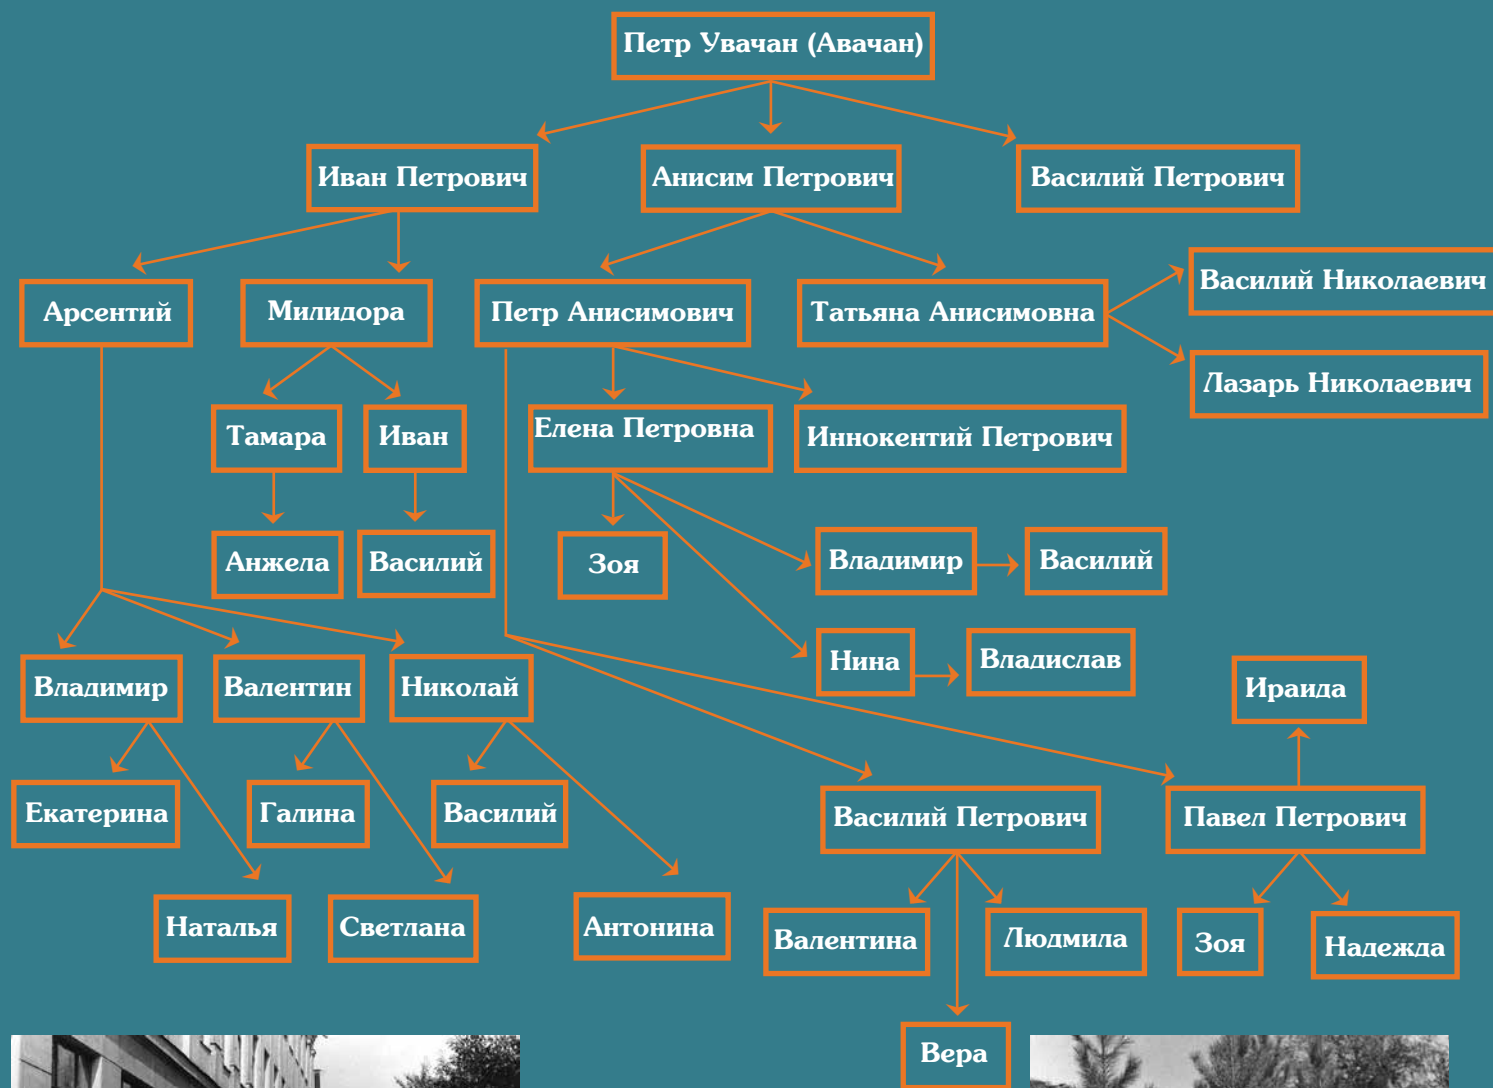 Петр Увачан (Авачан)
Иван Петрович
Анисим Петрович
Василий Петрович
Арсентий
Милидора
Петр Анисимович
Татьяна Анисимовна
Василий Николаевич
Лазарь Николаевич
Тамара
Иван
Елена Петровна
Иннокентий Петрович
Анжела
Василий
Зоя
Владимир
Василий
Нина
Владислав
Владимир
Валентин
Николай
Ираида
Екатерина
Галина
Василий
Василий Петрович
Павел Петрович
Наталья
Светлана
Антонина
Валентина
Людмила
Зоя
Надежда
Вера